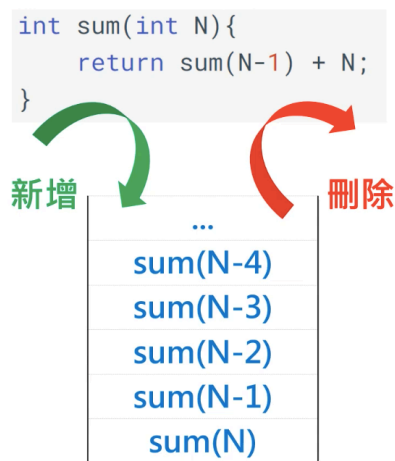 int sum(int N){
    return sum(N-1) + N;
}
新增
刪除
...
sum(N-4)
sum(N-3)
sum(N-2)
sum(N-1)
sum(N)